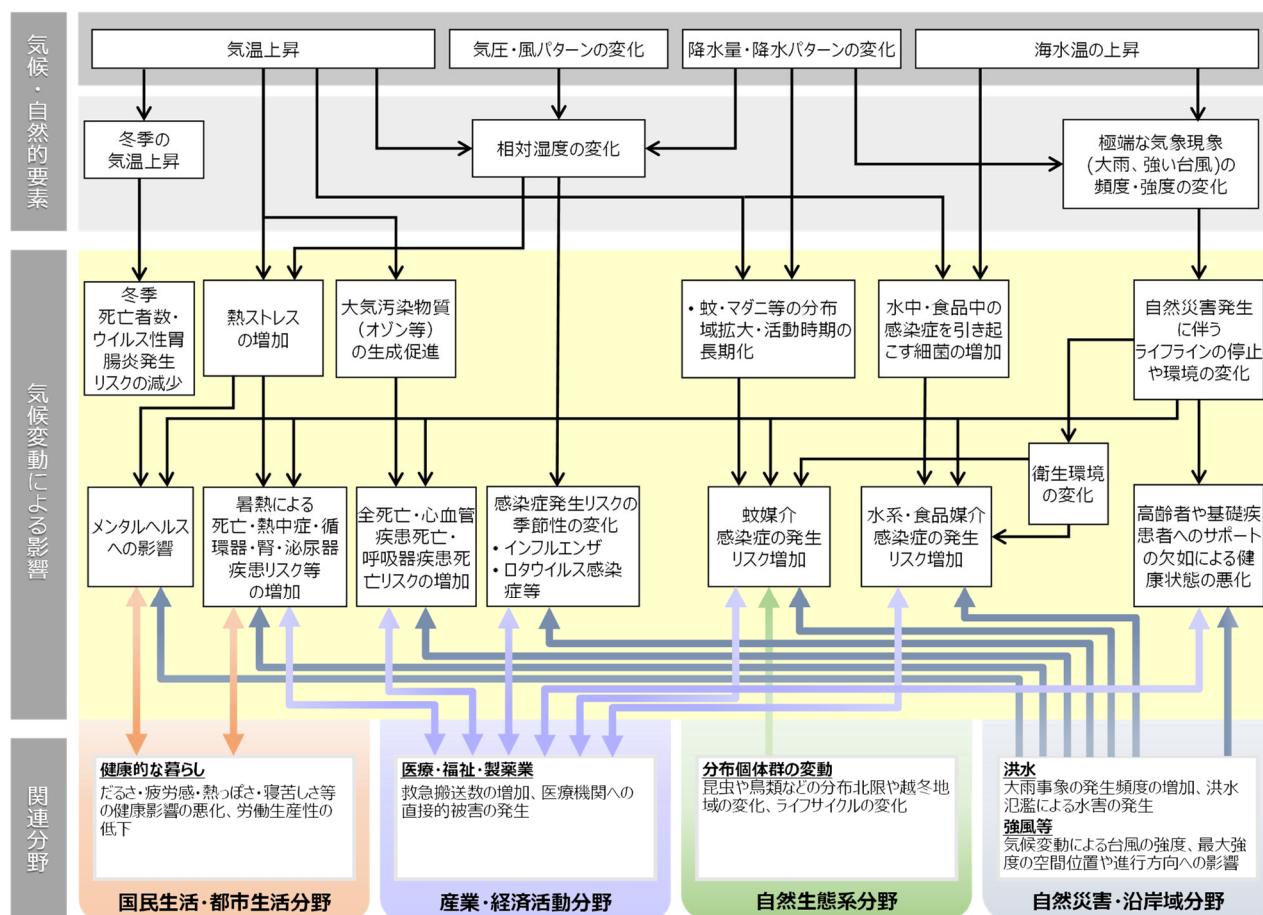 気候・自然的要素
気温上昇
気圧・風パターンの変化
降水量・降水パターンの変化
海水温の上昇
冬季の
気温上昇
相対湿度の変化
極端な気象現象
(大雨、強い台風)の
頻度・強度の変化
気候変動による影響
冬季
死亡者数・
ウイルス性胃
腸炎発生
リスクの減少
熱ストレス
の増加
大気汚染物質
(オゾン等)
の生成促進
• 蚊・マダニ等の分布
域拡大・活動時期の
長期化
水中・食品中の
感染症を引き起
こす細菌の増加
自然災害発生
に伴う
ライフラインの停止
や環境の変化
衛生環境
の変化
メンタルヘルス
への影響
暑熱による
死亡・熱中症・循
環器・腎・泌尿器
疾患リスク等
の増加
全死亡・心血管
疾患死亡・
呼吸器疾患死
亡リスクの増加
感染症発生リスクの
季節性の変化
• インフルエンザ
• ロタウイルス感染
症等
蚊媒介
感染症の発生
リスク増加
水系・食品媒介
感染症の発生
リスク増加
高齢者や基礎疾
患者へのサポート
の欠如による健
康状態の悪化
関連分野
健康的な暮らし
だるさ・疲労感・熱っぽさ・寝苦しさ等
の健康影響の悪化、労働生産性の
低下
国民生活・都市生活分野
医療・福祉・製薬業
救急搬送数の増加、医療機関への
直接的被害の発生
産業・経済活動分野
分布個体群の変動
昆虫や鳥類などの分布北限や越冬地
域の変化、ライフサイクルの変化
自然生態系分野
洪水
大雨事象の発生頻度の増加、洪水
氾濫による水害の発生
強風等
気候変動による台風の強度、最大強
度の空間位置や進行方向への影響
自然災害・沿岸域分野